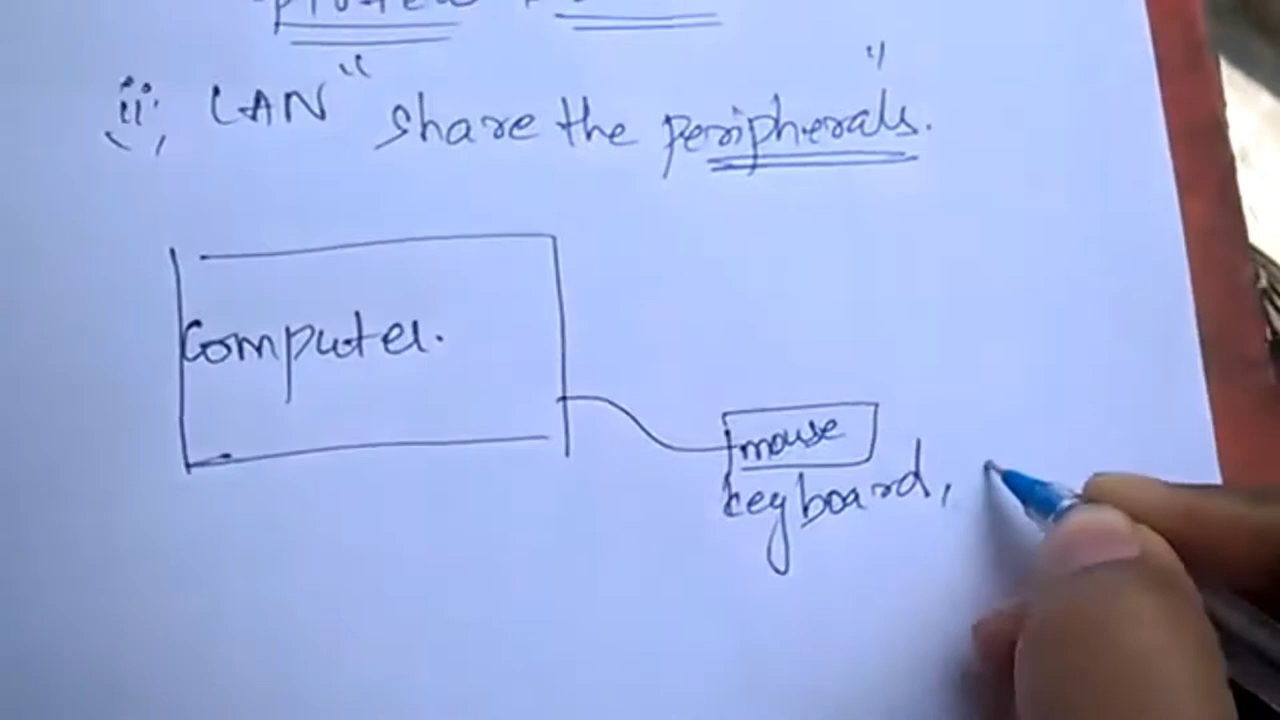 ii, LAN "share the peripherals."
Computer.
mouse
keyboard,